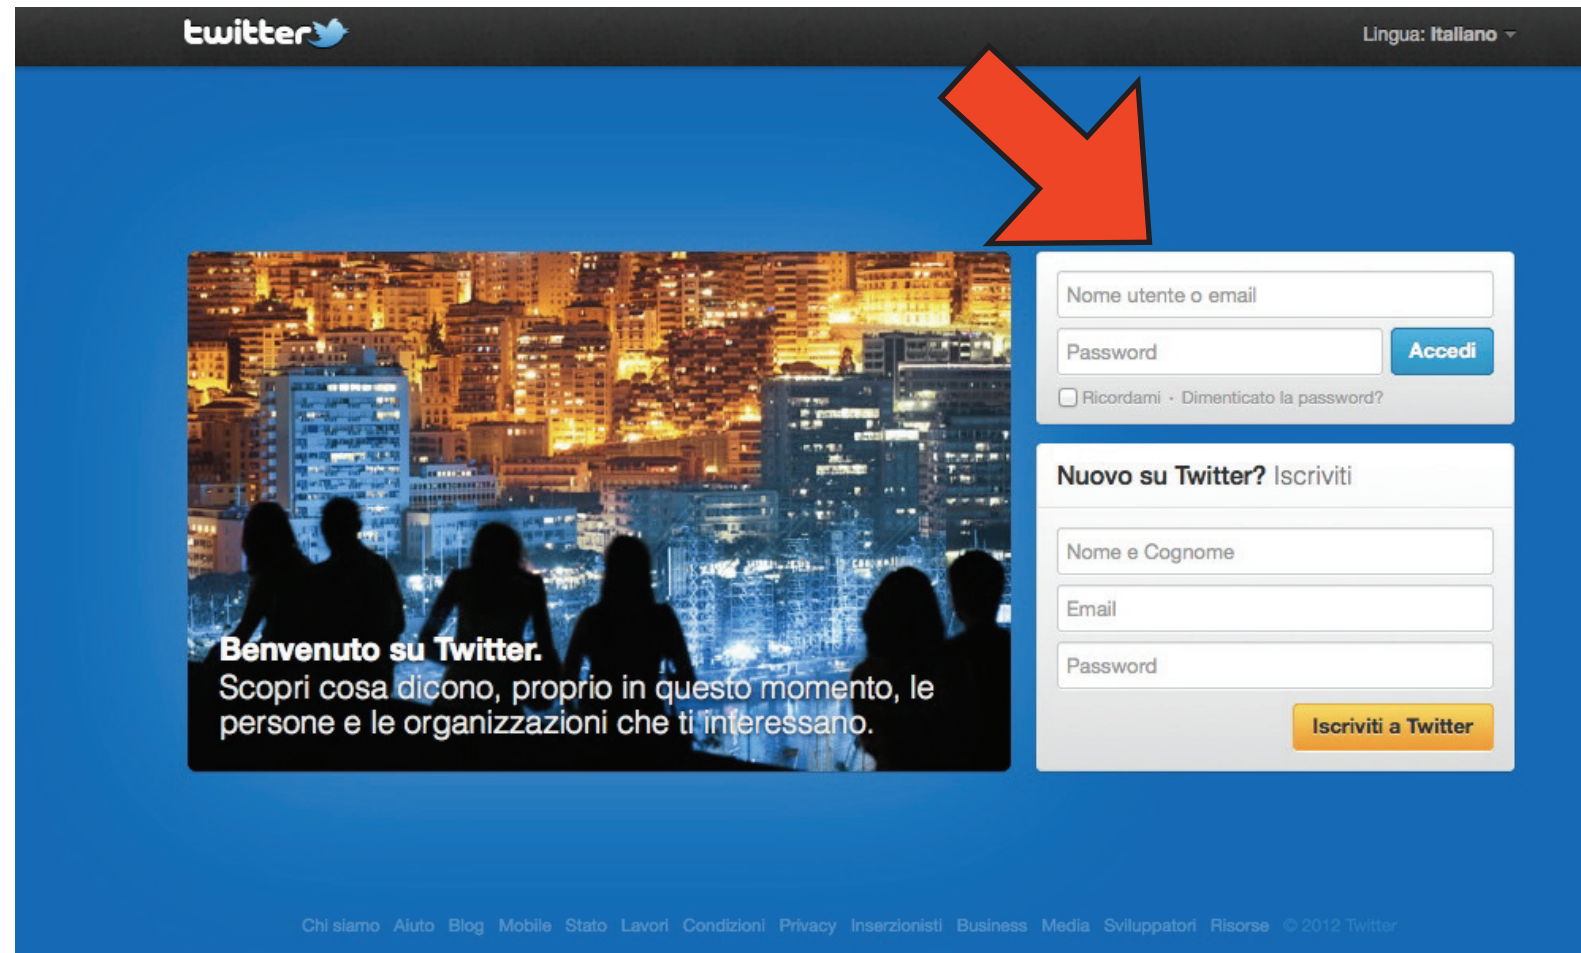 twitter
Lingua: Italiano
Nome utente o email
Password
Accedi
Ricordami · Dimenticato la password?
Nuovo su Twitter? Iscriviti
Nome e Cognome
Email
Password
Iscriviti a Twitter
Benvenuto su Twitter.
Scopri cosa dicono, proprio in questo momento, le
persone e le organizzazioni che ti interessano.
Chi siamo Aiuto Blog Mobile Stato Lavori Condizioni Privacy Inserzionisti Business Media Sviluppatori Risorse © 2012 Twitter